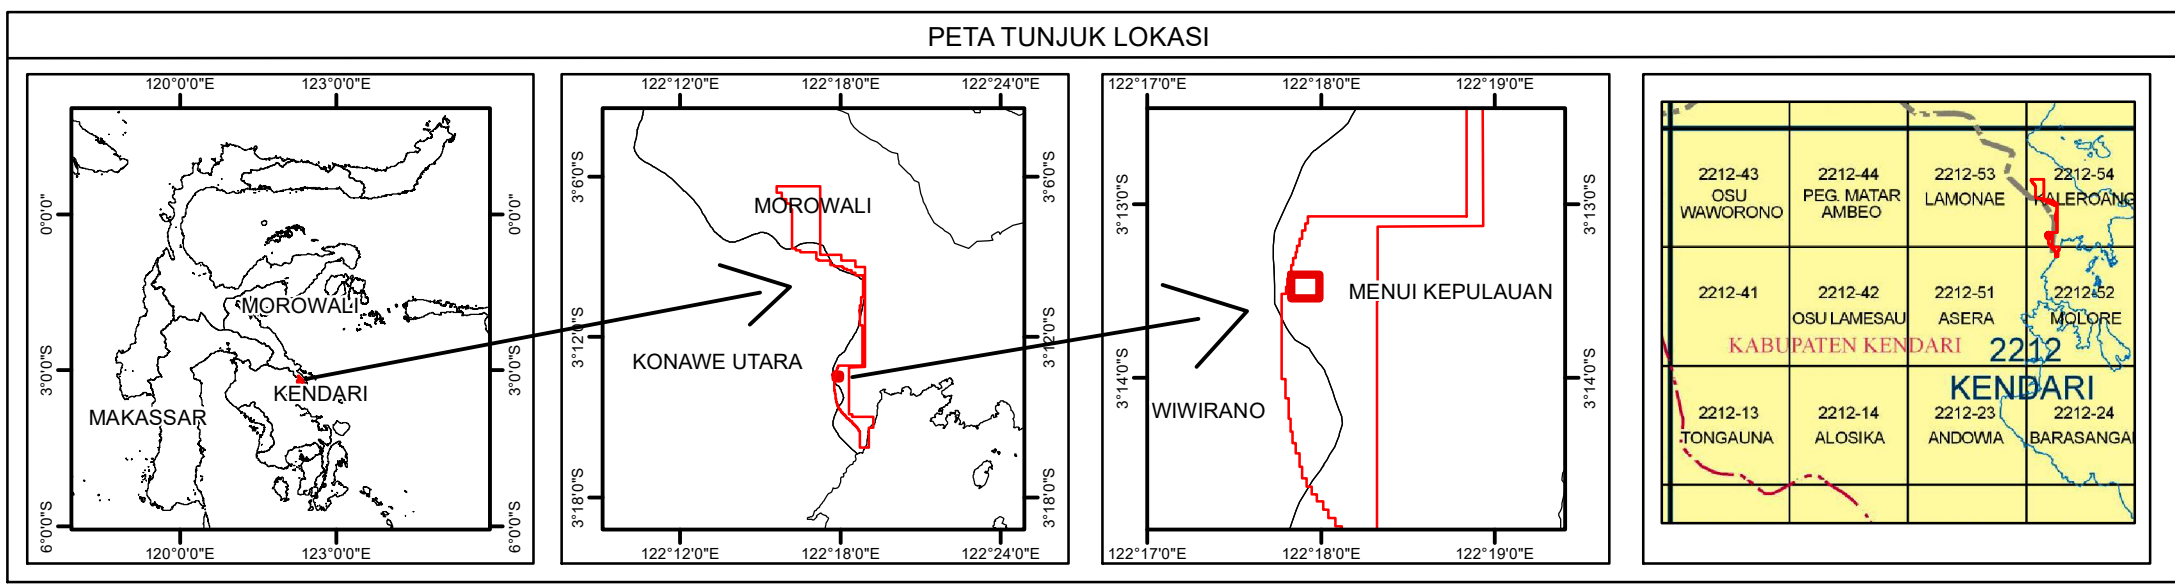 PETA TUNJUK LOKASI
120°0'0"E
123°0'0"E
0°0'0"
0°0'0"
3°0'0"S
3°0'0"S
6°0'0"S
6°0'0"S
MOROWALI
KENDARI
MAKASSAR
120°0'0"E
123°0'0"E
122°12'0"E
122°18'0"E
122°24'0"E
3°6'0"S
3°6'0"S
MOROWALI
3°12'0"S
3°12'0"S
KONAWE UTARA
3°18'0"S
3°18'0"S
122°12'0"E
122°18'0"E
122°24'0"E
122°17'0"E
122°18'0"E
122°19'0"E
3°13'0"S
3°13'0"S
MENUI KEPULAUAN
3°14'0"S
3°14'0"S
WIWIRANO
122°17'0"E
122°18'0"E
122°19'0"E
2212-43
OSU
WAWORONO
2212-44
PEG. MATAR
AMBEO
2212-53
LAMONAE
2212-54
KALEROANG
2212-41
2212-42
OSU LAMESAU
2212-51
ASERA
2212-52
MOLORE
KABUPATEN KENDARI
2212
KENDARI
2212-13
TONGAUNA
2212-14
ALOSIKA
2212-23
ANDOWIA
2212-24
BARASANGA